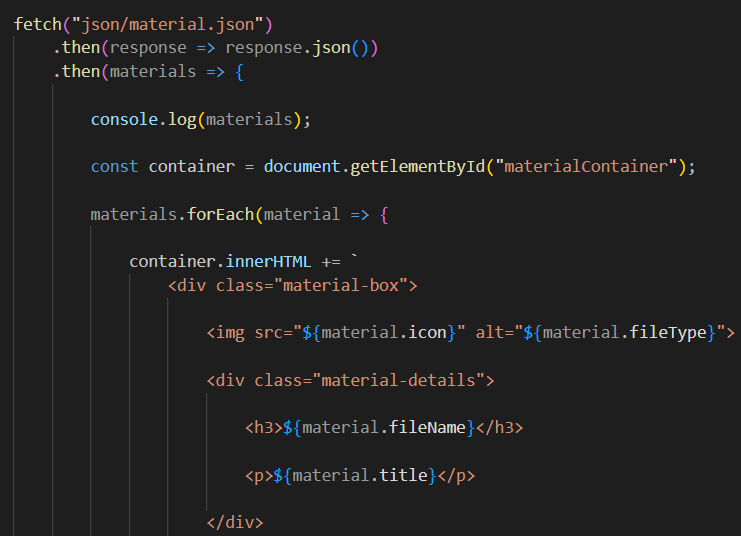 fetch("json/material.json")
.then(response => response.json())
.then(materials => {
console.log(materials);
const container = document.getElementById("materialContainer");
materials.forEach(material => {
container.innerHTML += `
<div class="material-box">
<img src="${material.icon}" alt="${material.fileType}">
<div class="material-details">
<h3>${material.fileName}</h3>
<p>${material.title}</p>
</div>